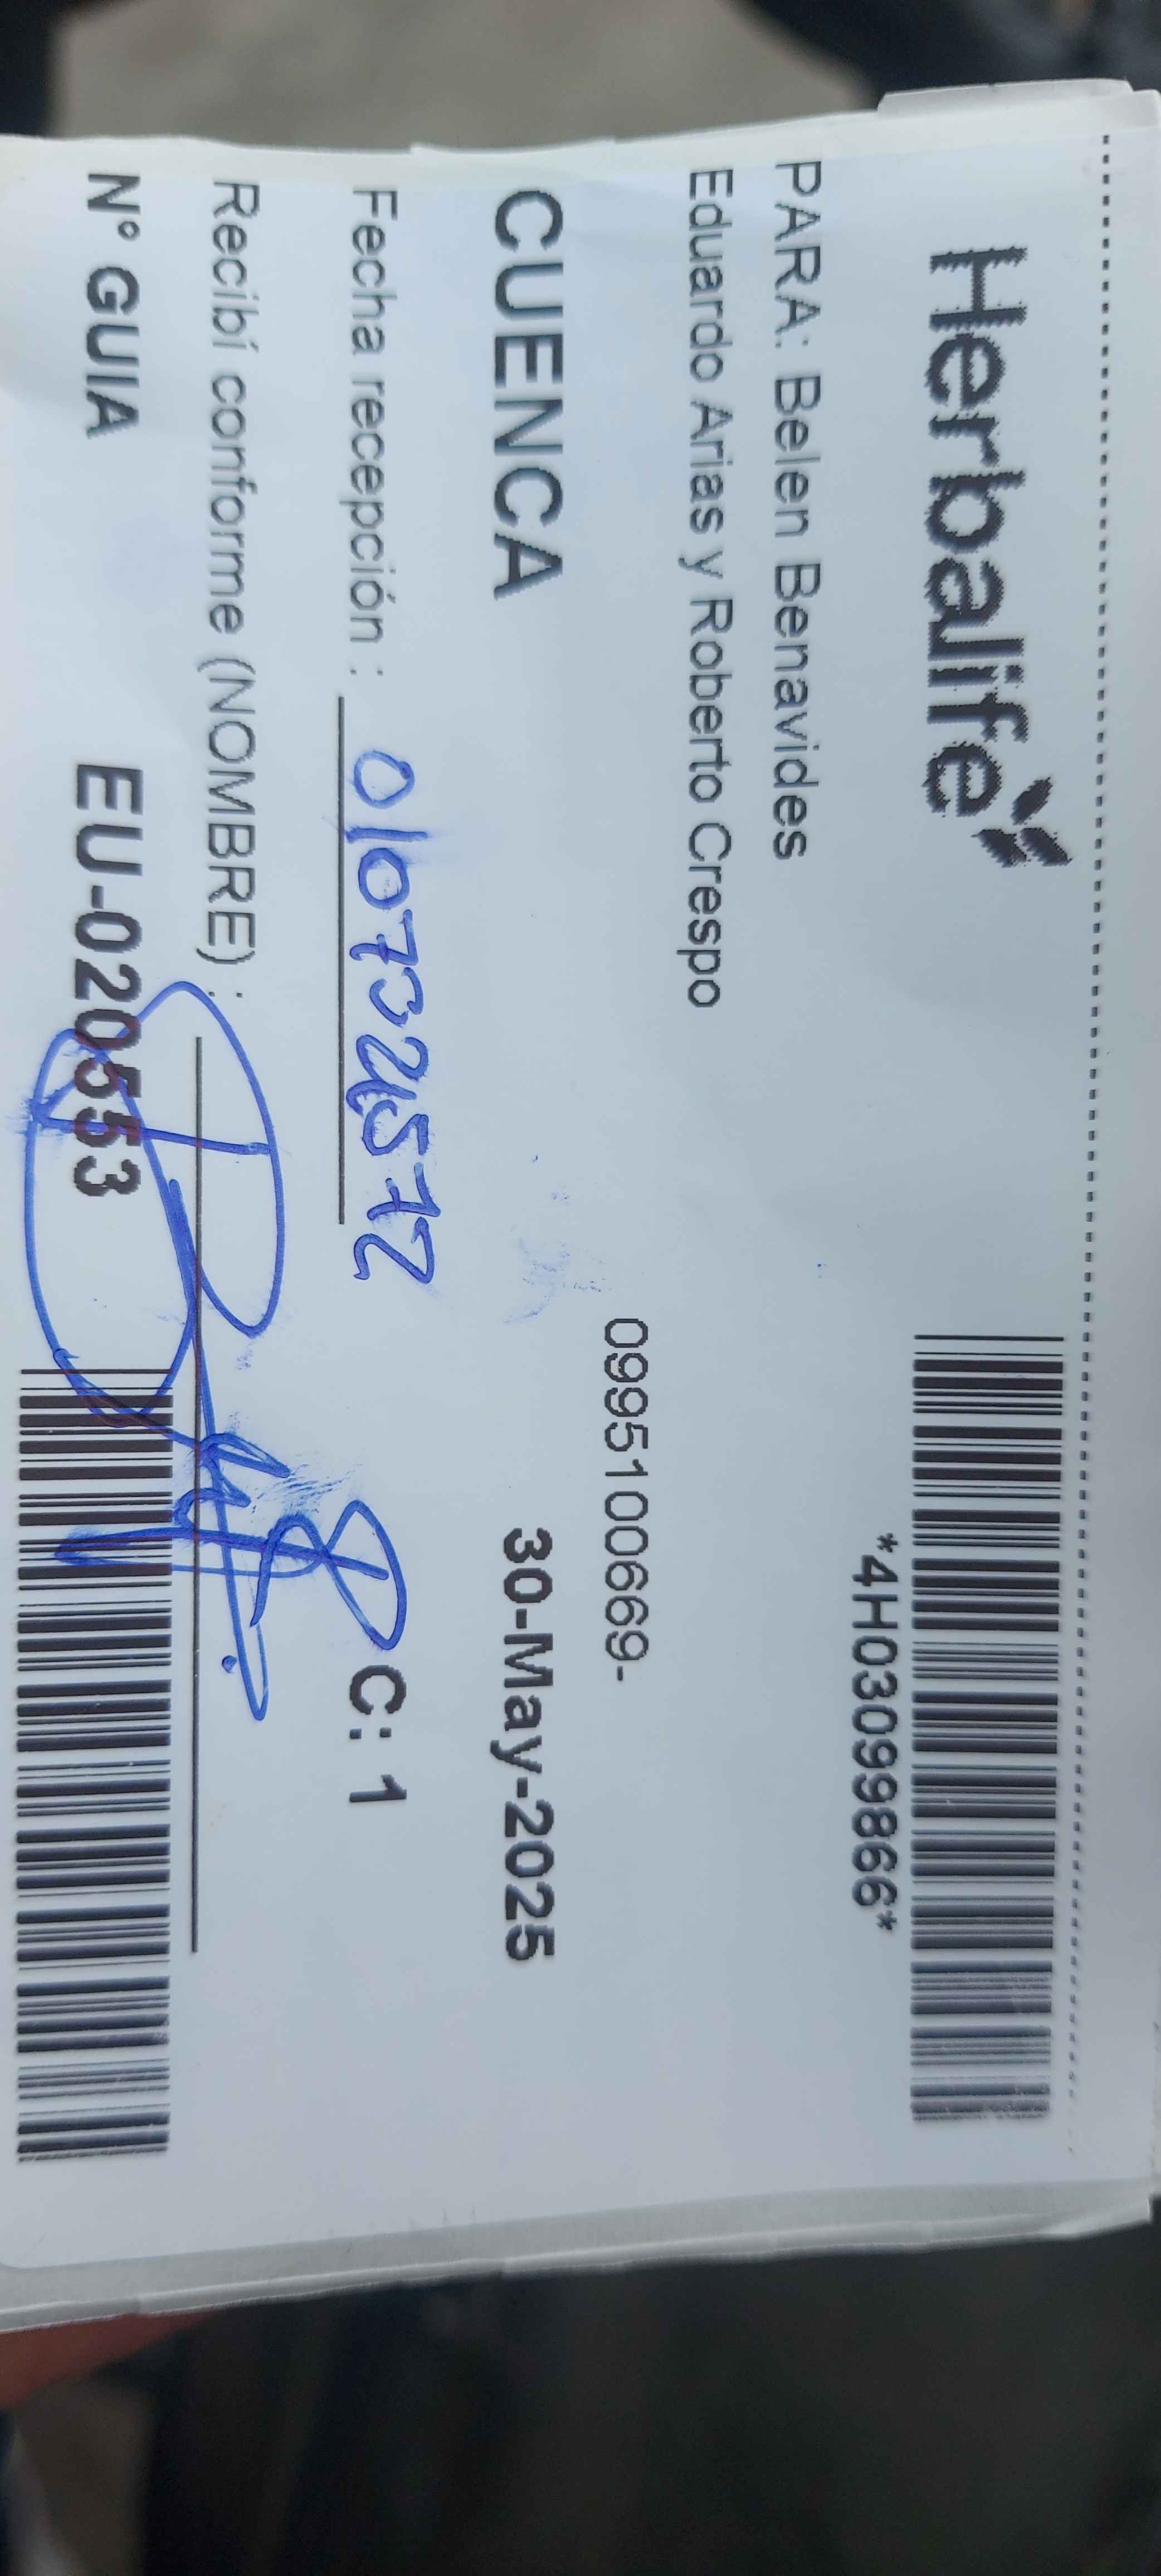 Herbalife
*4H03099866*
PARA: Belen Benavides
Eduardo Arias y Roberto Crespo
0995100669-
CUENCA
30-May-2025
Fecha recepción :
C: 1
Recibí conforme (NOMBRE) :
N° GUIA
EU-020553